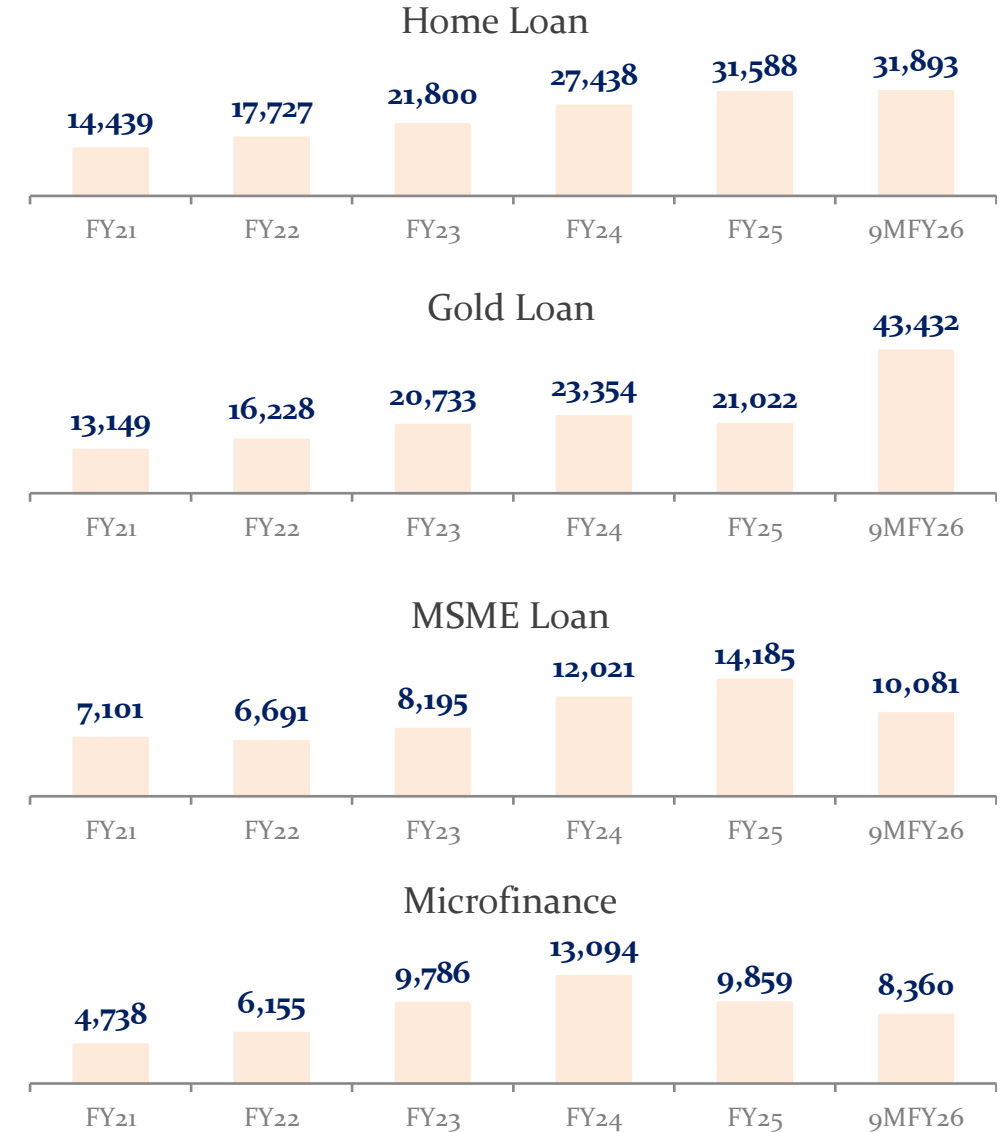 Home Loan
14,439 17,727 21,800 27,438 31,588 31,893
FY21 FY22 FY23 FY24 FY25 9MFY26
Gold Loan
13,149 16,228 20,733 23,354 21,022 43,432
FY21 FY22 FY23 FY24 FY25 9MFY26
MSME Loan
7,101 6,691 8,195 12,021 14,185 10,081
FY21 FY22 FY23 FY24 FY25 9MFY26
Microfinance
4,738 6,155 9,786 13,094 9,859 8,360
FY21 FY22 FY23 FY24 FY25 9MFY26